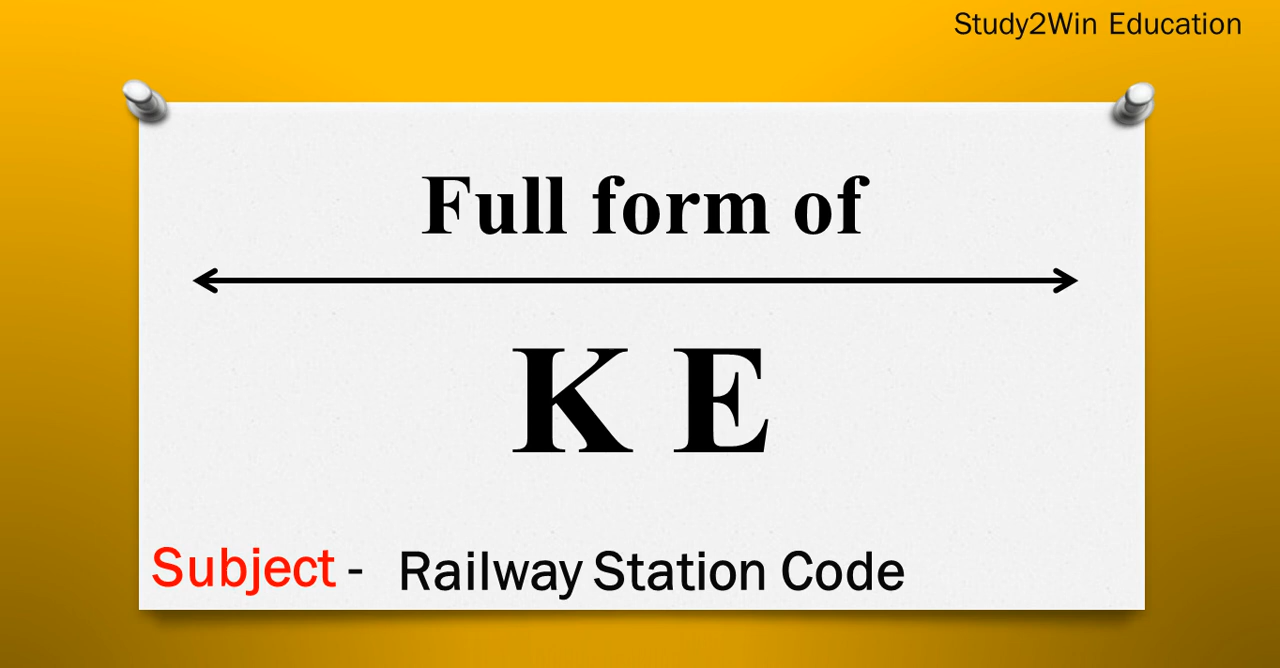 Study2Win Education
Full form of
K E
Subject - Railway Station Code